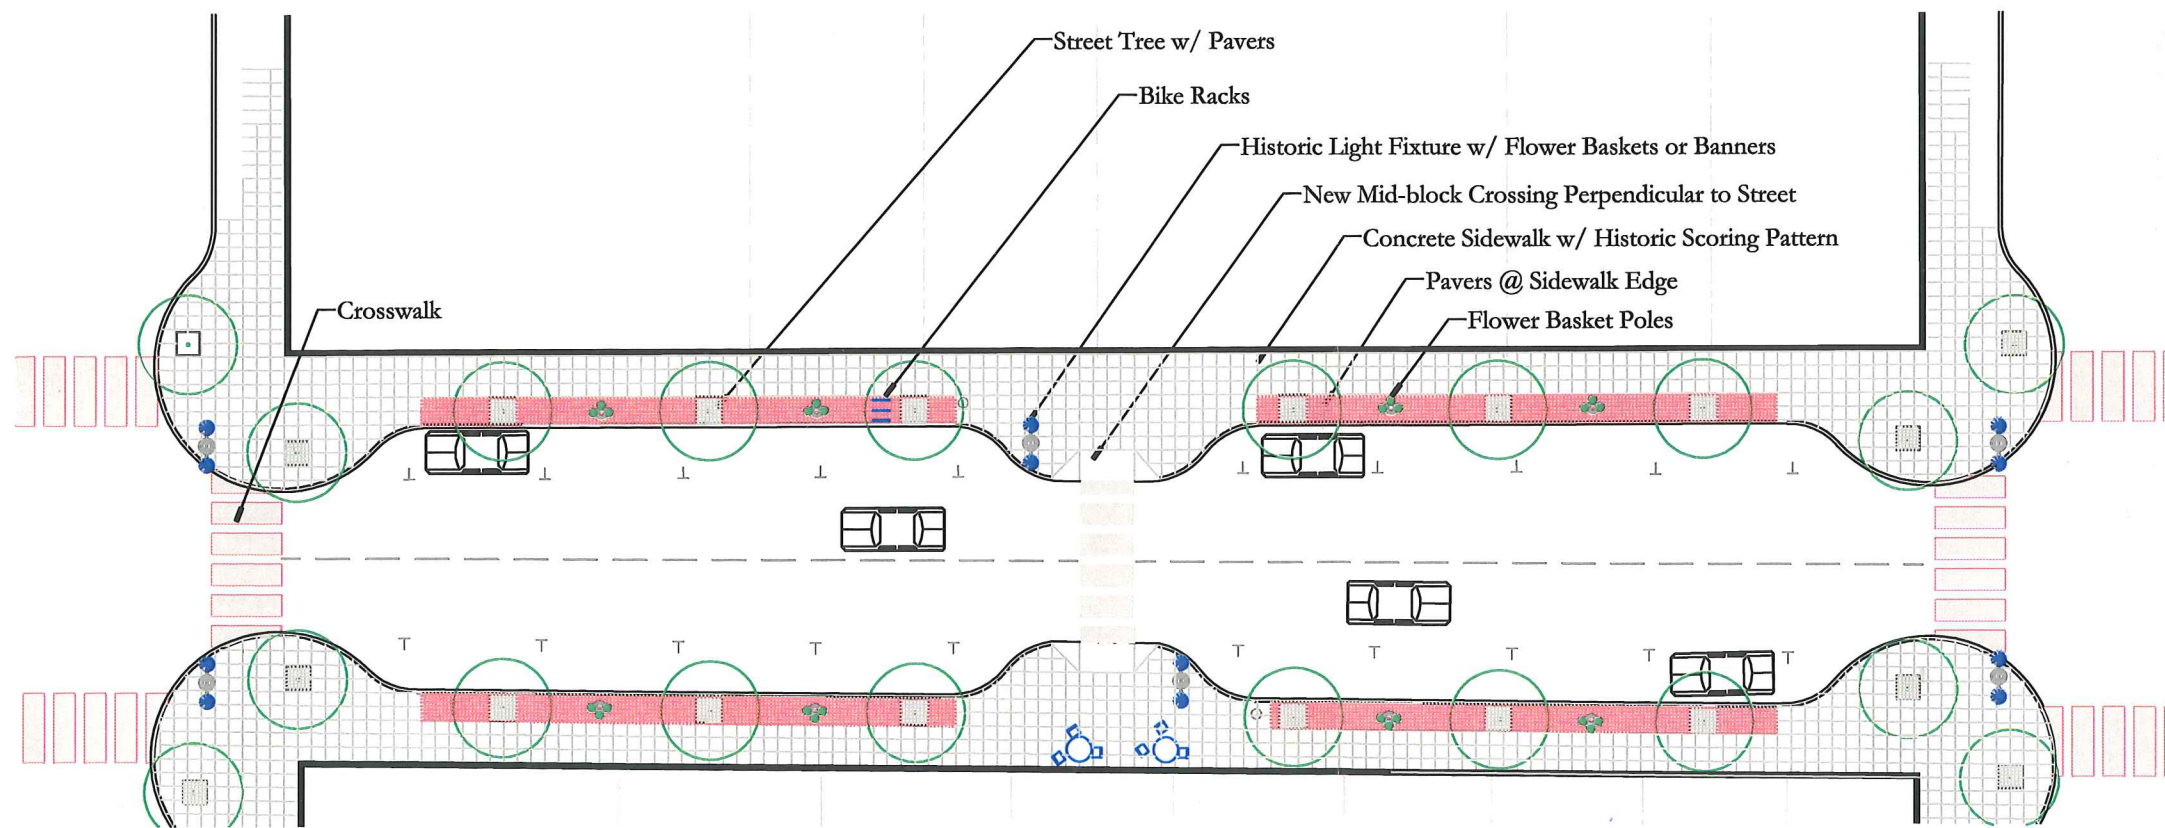 Street Tree w/ Pavers
Bike Racks
Historic Light Fixture w/ Flower Baskets or Banners
New Mid-block Crossing Perpendicular to Street
Concrete Sidewalk w/ Historic Scoring Pattern
Pavers @ Sidewalk Edge
Crosswalk
Flower Basket Poles